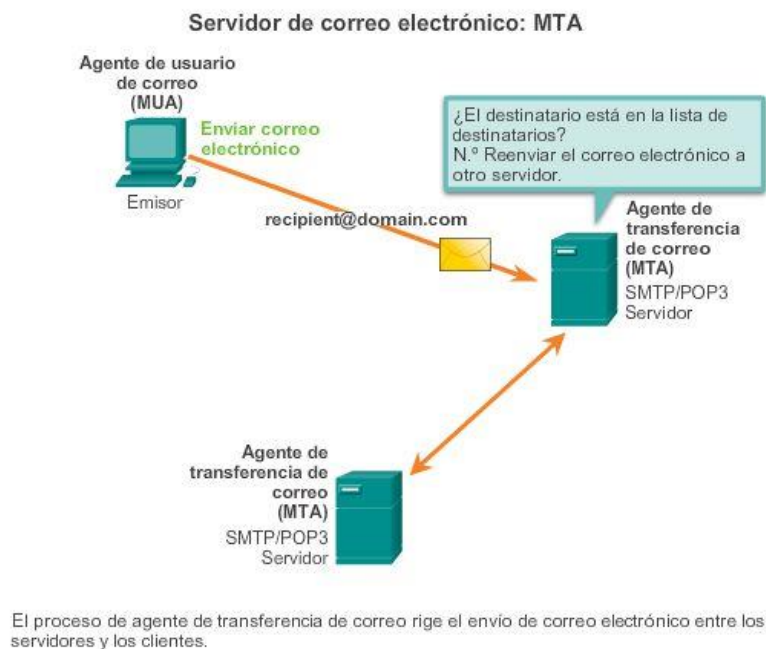 Servidor de correo electrónico: MTA
Agente de usuario
de correo
(MUA)
Enviar correo
electrónico
Emisor
recipient@domain.com
¿El destinatario está en la lista de
destinatarios?
N.º Reenviar el correo electrónico a
otro servidor.
Agente de
transferencia
de correo
(MTA)
SMTP/POP3
Servidor
Agente de
transferencia de
correo
(MTA)
SMTP/POP3
Servidor
El proceso de agente de transferencia de correo rige el envío de correo electrónico entre los
servidores y los clientes.